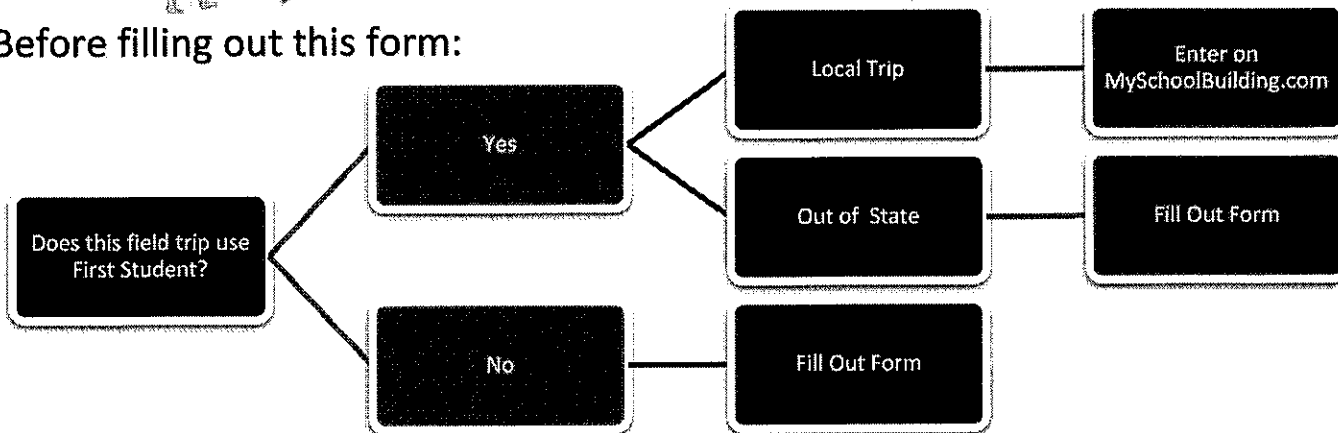 Before filling out this form:
Does this field trip use
First Student?
Yes
Local Trip
Enter on
MySchoolBuilding.com
Out of State
Fill Out Form
No
Fill Out Form